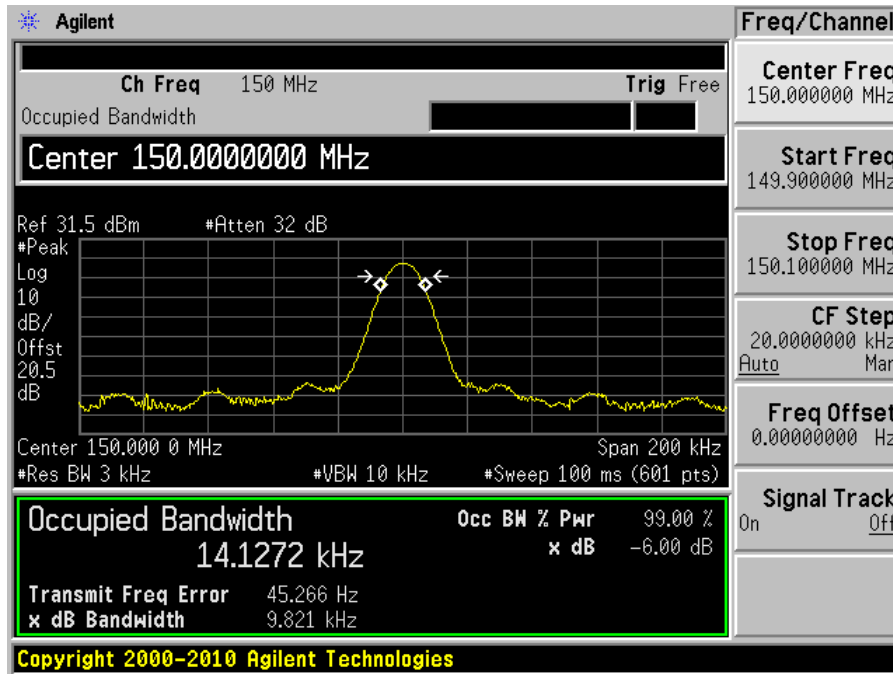 Agilent
Freq/Channel
Ch Freq 150 MHz Trig Free
Occupied Bandwidth
Center 150.0000000 MHz
Ref 31.5 dBm #Atten 32 dB
#Peak
Log
10
dB/
Offst
20.5
dB
Center 150.000 0 MHz Span 200 kHz
#Res BW 3 kHz #VBW 10 kHz #Sweep 100 ms (601 pts)
Occupied Bandwidth Occ BW % Pwr 99.00 %
14.1272 kHz x dB -6.00 dB
Transmit Freq Error 45.266 Hz
x dB Bandwidth 9.821 kHz
Center Freq
150.000000 MHz
Start Freq
149.900000 MHz
Stop Freq
150.100000 MHz
CF Step
20.0000000 kHz
Auto Man
Freq Offset
0.00000000 Hz
Signal Track
On Off
Copyright 2000-2010 Agilent Technologies